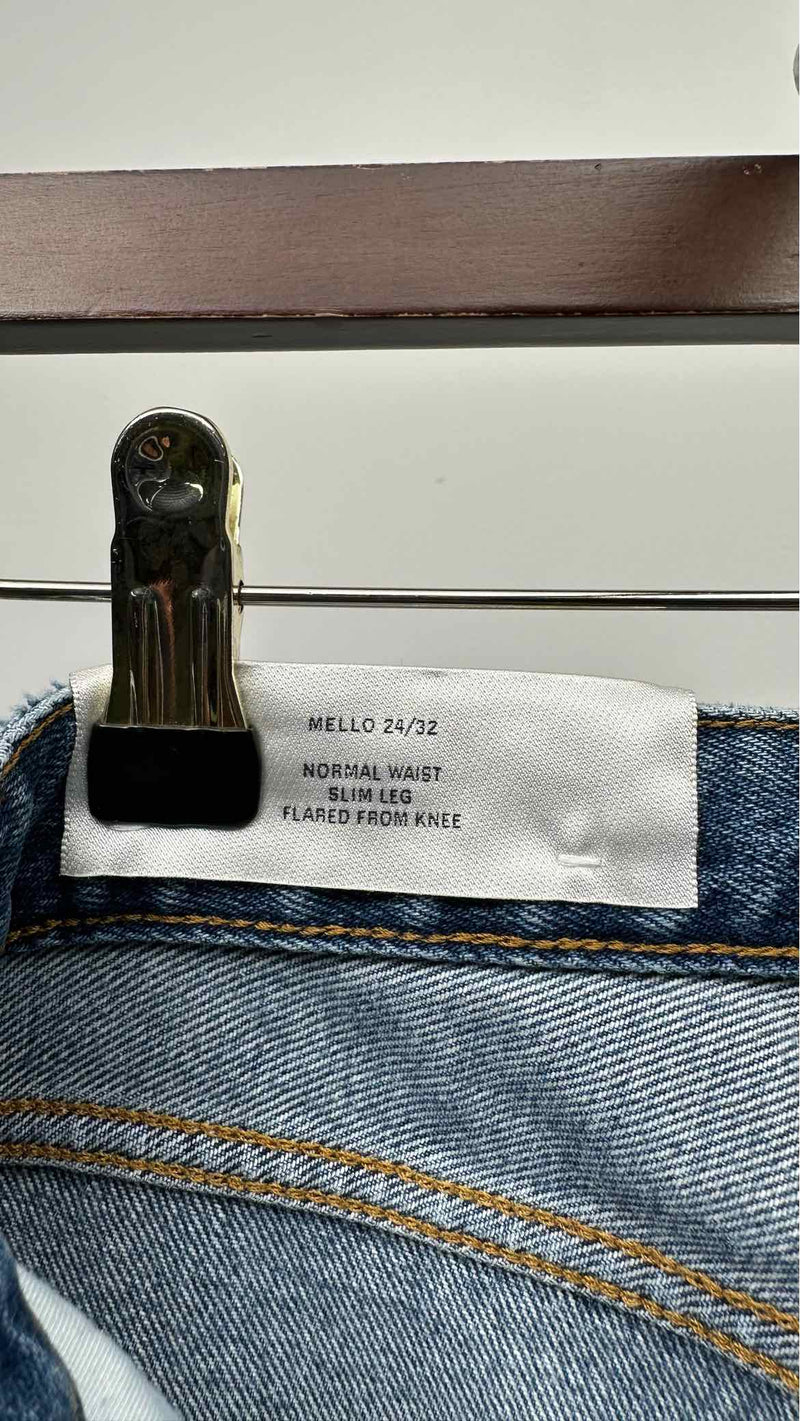 MELLO 24/32
NORMAL WAIST
SLIM LEG
FLARED FROM KNEE